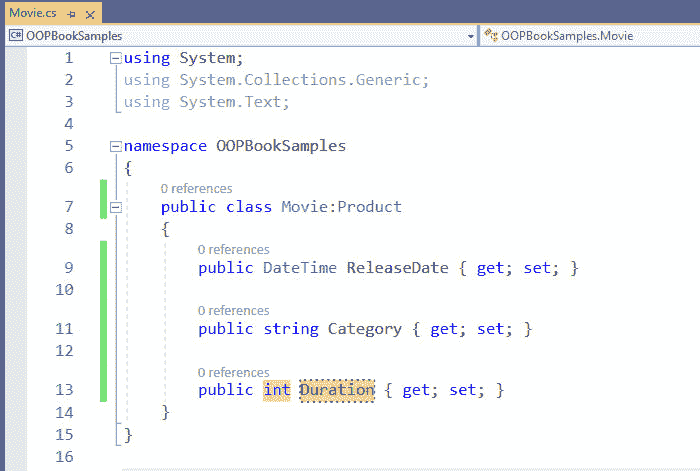 Movie.cs
C# OOPBookSamples OOPBookSamples.Movie
1 using System;
2 using System.Collections.Generic;
3 using System.Text;
4
5 namespace OOPBookSamples
6 {
0 references
7 public class Movie:Product
8 {
0 references
9 public DateTime ReleaseDate { get; set; }
10
0 references
11 public string Category { get; set; }
12
0 references
13 public int Duration { get; set; }
14 }
15 }
16